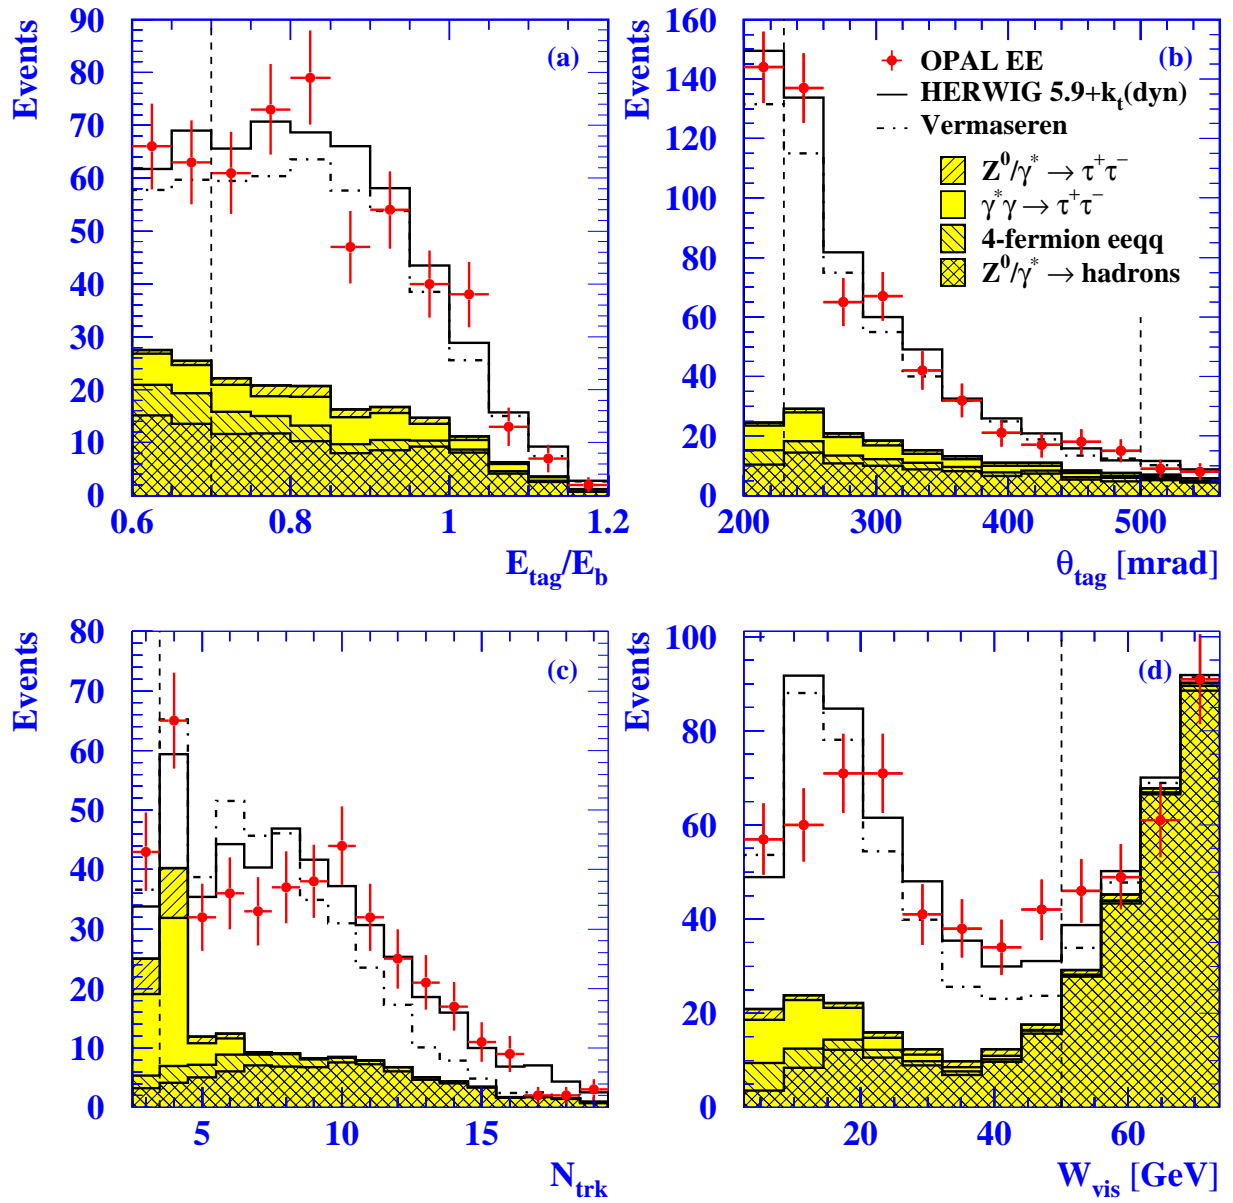 Events
90
80
70
60
50
40
30
20
10
0
(a)
0.6 0.8 1 1.2
E_tag/E_b
Events
160
140
120
100
80
60
40
20
0
(b)
OPAL EE
HERWIG 5.9+k_t(dyn)
Vermaseren
Z^0/γ^* → τ^+τ^−
γ^*γ → τ^+τ^−
4-fermion eeqq
Z^0/γ^* → hadrons
200 300 400 500
θ_tag [mrad]
Events
80
70
60
50
40
30
20
10
0
(c)
5 10 15
N_trk
Events
100
80
60
40
20
0
(d)
20 40 60
W_vis [GeV]